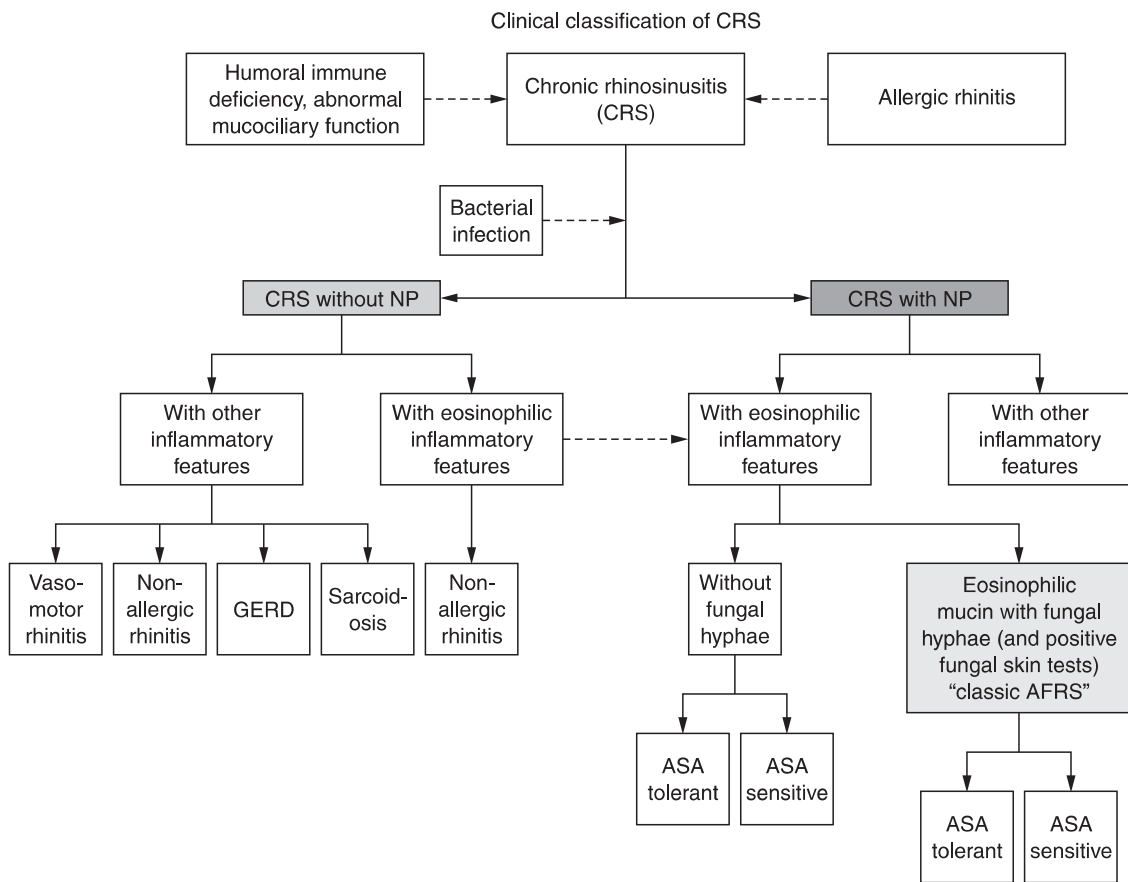 Clinical classification of CRS
Humoral immune
deficiency, abnormal
mucociliary function
Chronic rhinosinusitis
(CRS)
Allergic rhinitis
Bacterial
infection
CRS without NP
CRS with NP
With other
inflammatory
features
With eosinophilic
inflammatory
features
With eosinophilic
inflammatory
features
With other
inflammatory
features
Vaso-
motor
rhinitis
Non-
allergic
rhinitis
GERD
Sarcoid-
osis
Non-
allergic
rhinitis
Without
fungal
hyphae
Eosinophilic
mucin with fungal
hyphae (and positive
fungal skin tests)
“classic AFRS”
ASA
tolerant
ASA
sensitive
ASA
tolerant
ASA
sensitive